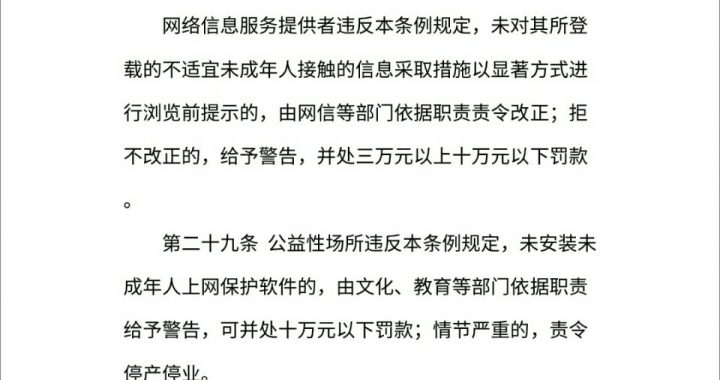 网络信息服务提供者违反本条例规定，未对其所登
载的不适宜未成年人接触的信息采取措施以显著方式进
行浏览前提示的，由网信等部门依据职责责令改正；拒
不改正的，给予警告，并处三万元以上十万元以下罚款
。
第二十九条 公益性场所违反本条例规定，未安装未
成年人上网保护软件的，由文化、教育等部门依据职责
给予警告，可并处十万元以下罚款；情节严重的，责令
停产停业。